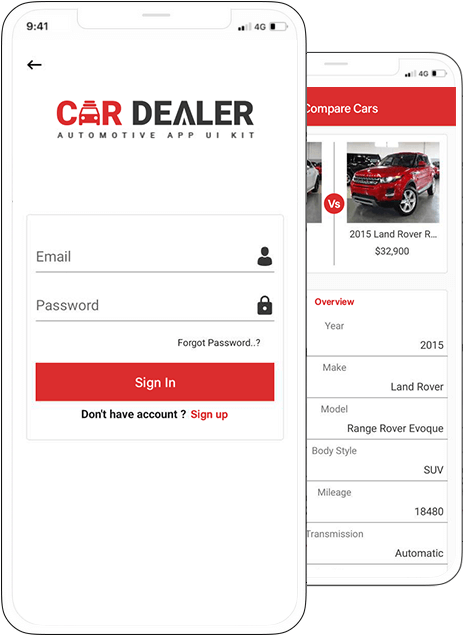 9:41
4G
CAR DEALER
AUTOMOTIVE APP UI KIT
Email
Password
Forgot Password..?
Sign In
Don't have account ? Sign up
4G
Compare Cars
Vs
2015 Land Rover R...
$32,900
Overview
Year
2015
Make
Land Rover
Model
Range Rover Evoque
Body Style
SUV
Mileage
18480
Transmission
Automatic